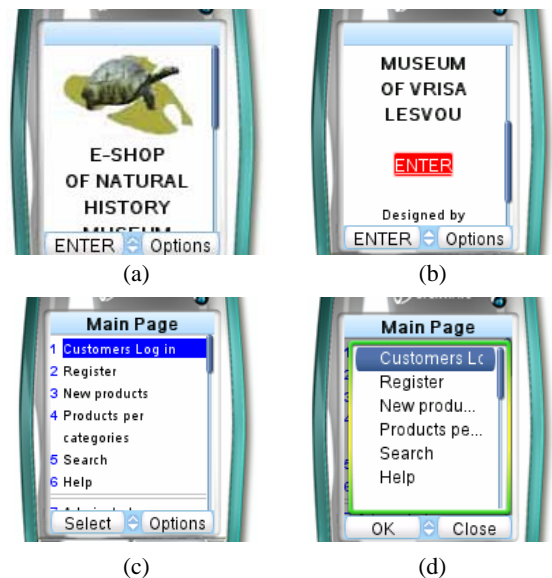 E-SHOP
OF NATURAL
HISTORY
MUSEUM
ENTER Options
(a)
MUSEUM
OF VRISA
LESVOU
ENTER
Designed by
ENTER Options
(b)
Main Page
1 Customers Log in
2 Register
3 New products
4 Products per
categories
5 Search
6 Help
Select Options
(c)
Main Page
Customers Lc
Register
New produ...
Products pe...
Search
Help
OK Close
(d)